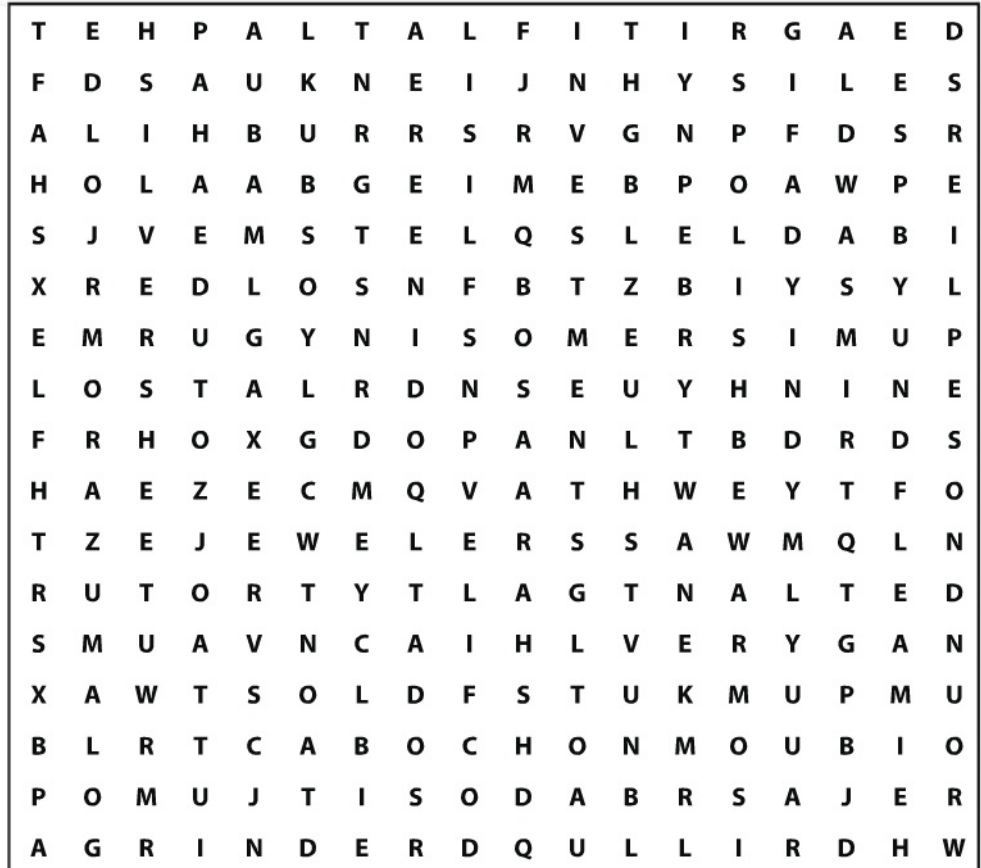 T E H P A L T A L F I T I R G A E D
F D S A U K N E I J N H Y S I L E S
A L I H B U R R S R V G N P F D S R
H O L A A B G E I M E B P O A W P E
S J V E M S T E L Q S L E L D A B I
X R E D L O S N F B T Z B I Y S Y L
E M R U G Y N I S O M E R S I M U P
L O S T A L R D N S E U Y H N I N E
F R H O X G D O P A N L T B D R D S
H A E Z E C M Q V A T H W E Y T F O
T Z E J E W E L E R S S A W M Q L N
R U T O R T Y T L A G T N A L T E D
S M U A V N C A I H L V E R Y G A N
X A W T S O L D F S T U K M U P M U
B L R T C A B O C H O N M O U B I O
P O M U J T I S O D A B R S A J E R
A G R I N D E R D Q U L L I R D H W